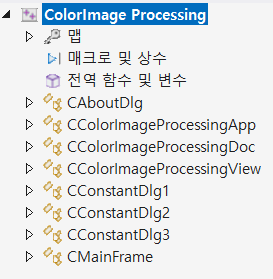 ColorImage Processing
맵
매크로 및 상수
전역 함수 및 변수
CAboutDlg
CColorImageProcessingApp
CColorImageProcessingDoc
CColorImageProcessingView
CConstantDlg1
CConstantDlg2
CConstantDlg3
CMainFrame